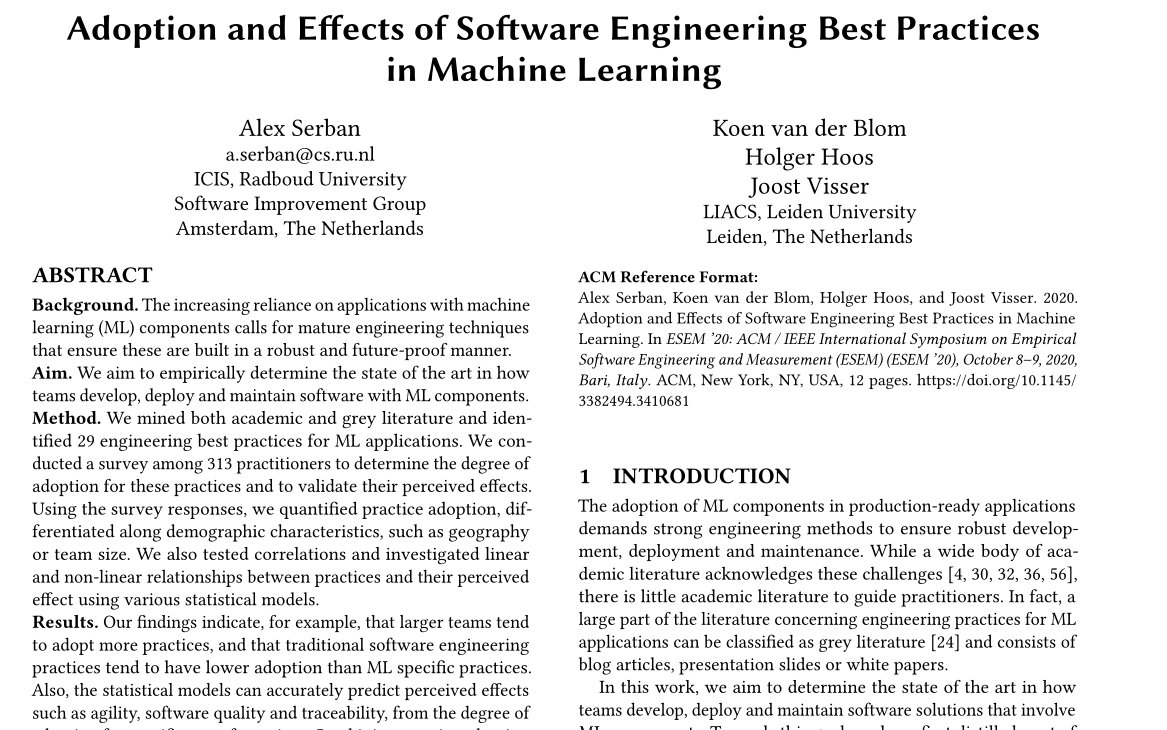 Adoption and Effects of Software Engineering Best Practices
in Machine Learning
Alex Serban
a.serban@cs.ru.nl
ICIS, Radboud University
Software Improvement Group
Amsterdam, The Netherlands
Koen van der Blom
Holger Hoos
Joost Visser
LIACS, Leiden University
Leiden, The Netherlands
ABSTRACT
Background. The increasing reliance on applications with machine
learning (ML) components calls for mature engineering techniques
that ensure these are built in a robust and future-proof manner.
Aim. We aim to empirically determine the state of the art in how
teams develop, deploy and maintain software with ML components.
Method. We mined both academic and grey literature and iden-
tified 29 engineering best practices for ML applications. We con-
ducted a survey among 313 practitioners to determine the degree of
adoption for these practices and to validate their perceived effects.
Using the survey responses, we quantified practice adoption, dif-
ferentiated along demographic characteristics, such as geography
or team size. We also tested correlations and investigated linear
and non-linear relationships between practices and their perceived
effect using various statistical models.
Results. Our findings indicate, for example, that larger teams tend
to adopt more practices, and that traditional software engineering
practices tend to have lower adoption than ML specific practices.
Also, the statistical models can accurately predict perceived effects
such as agility, software quality and traceability, from the degree of
ACM Reference Format:
Alex Serban, Koen van der Blom, Holger Hoos, and Joost Visser. 2020.
Adoption and Effects of Software Engineering Best Practices in Machine
Learning. In ESEM '20: ACM / IEEE International Symposium on Empirical
Software Engineering and Measurement (ESEM) (ESEM '20), October 8–9, 2020,
Bari, Italy. ACM, New York, NY, USA, 12 pages. https://doi.org/10.1145/
3382494.3410681
1 INTRODUCTION
The adoption of ML components in production-ready applications
demands strong engineering methods to ensure robust develop-
ment, deployment and maintenance. While a wide body of aca-
demic literature acknowledges these challenges [4, 30, 32, 36, 56],
there is little academic literature to guide practitioners. In fact, a
large part of the literature concerning engineering practices for ML
applications can be classified as grey literature [24] and consists of
blog articles, presentation slides or white papers.
In this work, we aim to determine the state of the art in how
teams develop, deploy and maintain software solutions that involve